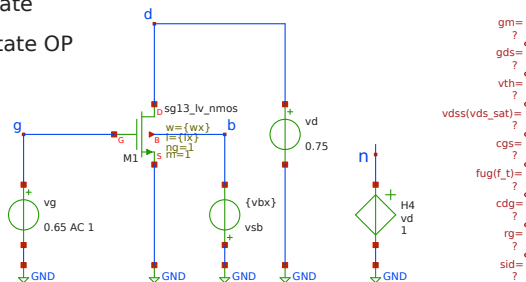 tate
tate OP
d
sg13_lv_nmos
w={wx}
l={lx}
ng=1
m=1
D
G
B
S
M1
g
b
vd
0.75
n
vg
0.65 AC 1
{vbx}
vsb
H4
vd
1
GND
GND
GND
GND
GND
gm=
?
gds=
?
vth=
?
vdss(vds_sat)=
?
cgs=
?
fug(f_t)=
?
cdg=
?
rg=
?
sid=
?